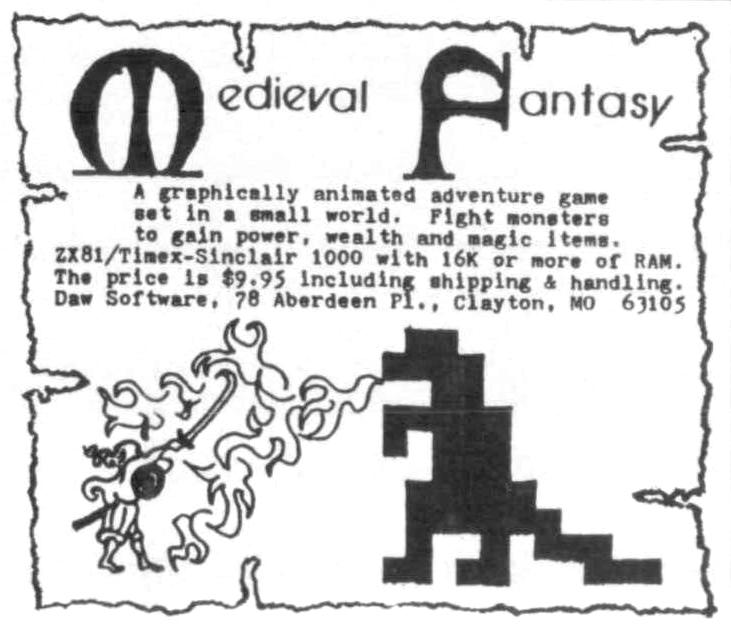 Medieval Fantasy
A graphically animated adventure game
set in a small world. Fight monsters
to gain power, wealth and magic items.
ZX81/Timex-Sinclair 1000 with 16K or more of RAM.
The price is $9.95 including shipping & handling.
Daw Software, 78 Aberdeen Pl., Clayton, MO 63105